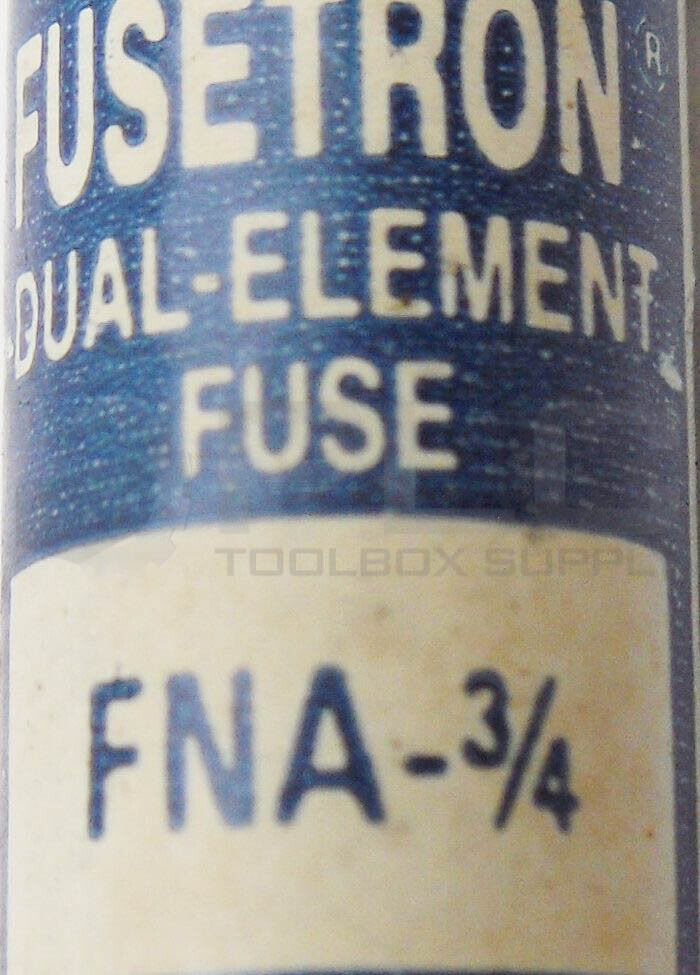 FUSETRON ®
DUAL-ELEMENT
FUSE
TOOLBOX SUPPL
FNA-3/4